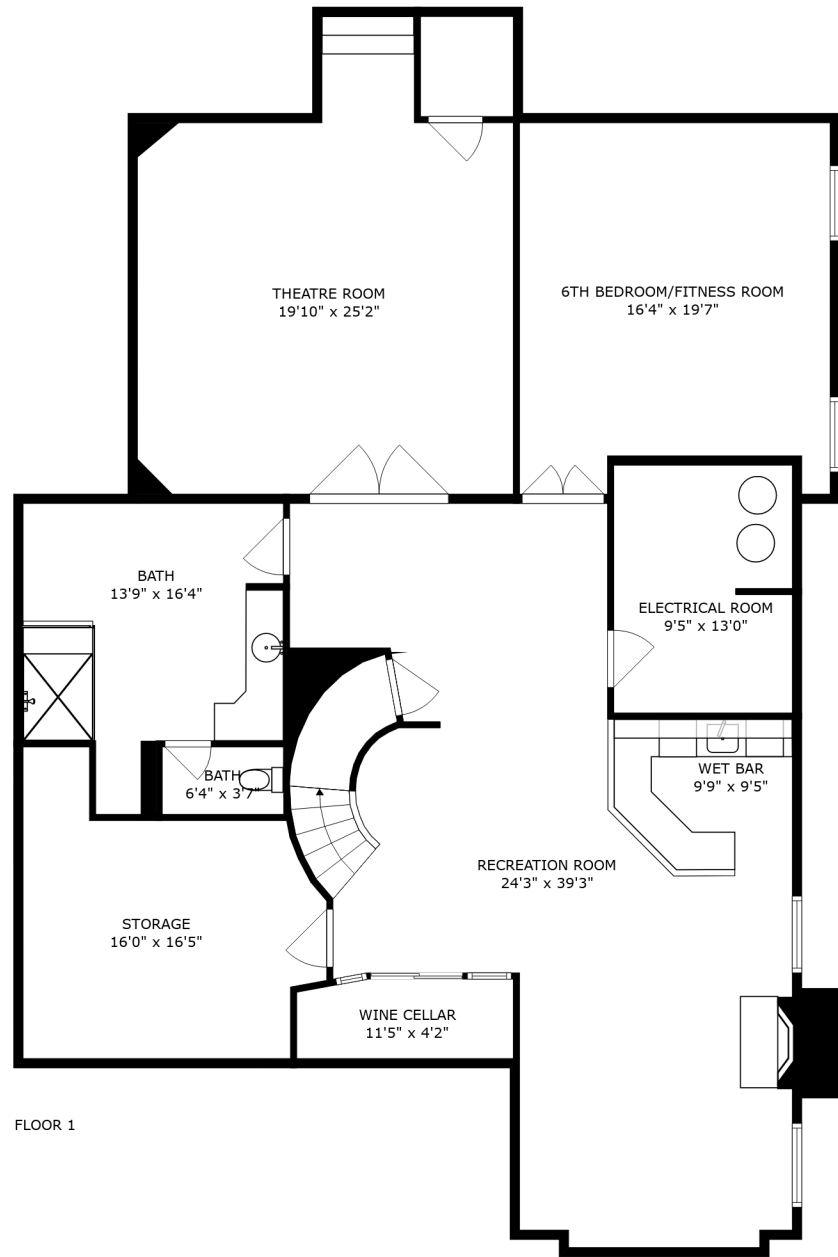 THEATRE ROOM
19'10" x 25'2"
6TH BEDROOM/FITNESS ROOM
16'4" x 19'7"
BATH
13'9" x 16'4"
ELECTRICAL ROOM
9'5" x 13'0"
BATH
6'4" x 3'7"
WET BAR
9'9" x 9'5"
RECREATION ROOM
24'3" x 39'3"
STORAGE
16'0" x 16'5"
WINE CELLAR
11'5" x 4'2"
FLOOR 1